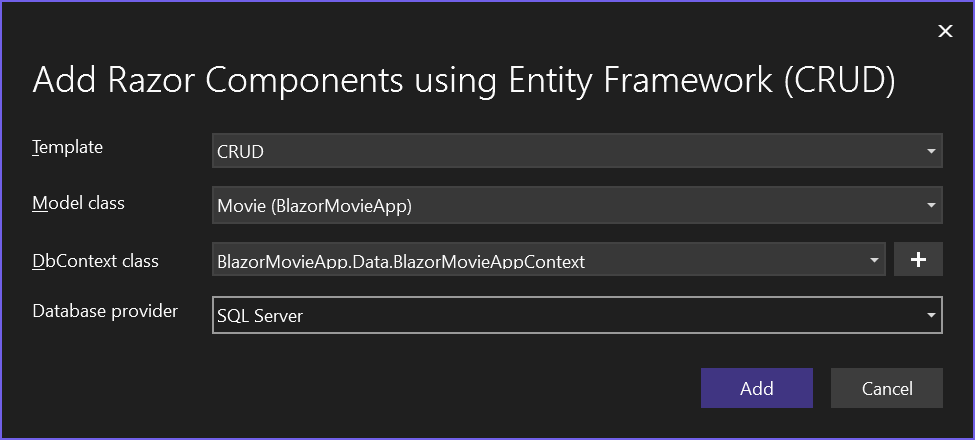 Add Razor Components using Entity Framework (CRUD)
Template CRUD
Model class Movie (BlazorMovieApp)
DbContext class BlazorMovieApp.Data.BlazorMovieAppContext
Database provider SQL Server
Add Cancel